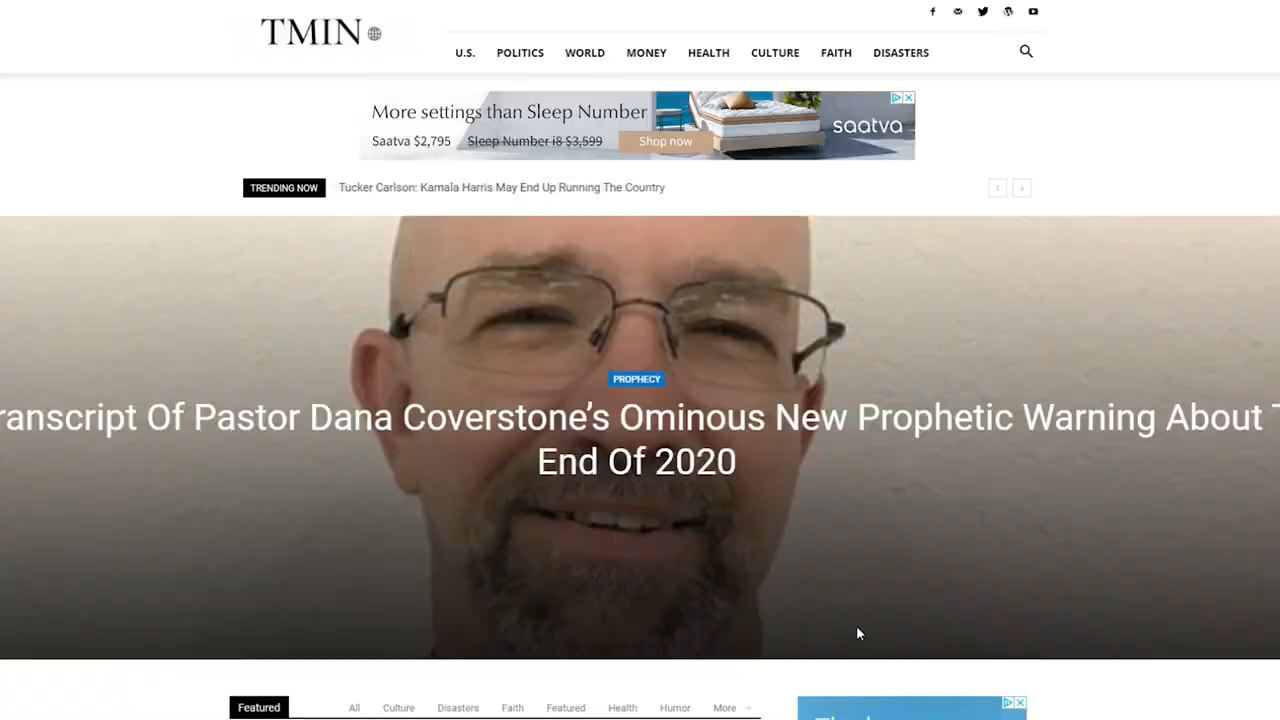 TMIN
U.S. POLITICS WORLD MONEY HEALTH CULTURE FAITH DISASTERS
More settings than Sleep Number
Saatva $2,795 Sleep Number i8 $3,599 Shop now
saatva
TRENDING NOW Tucker Carlson: Kamala Harris May End Up Running The Country
PROPHECY
ranscript Of Pastor Dana Coverstone’s Ominous New Prophetic Warning About T
End Of 2020
Featured All Culture Disasters Faith Featured Health Humor More